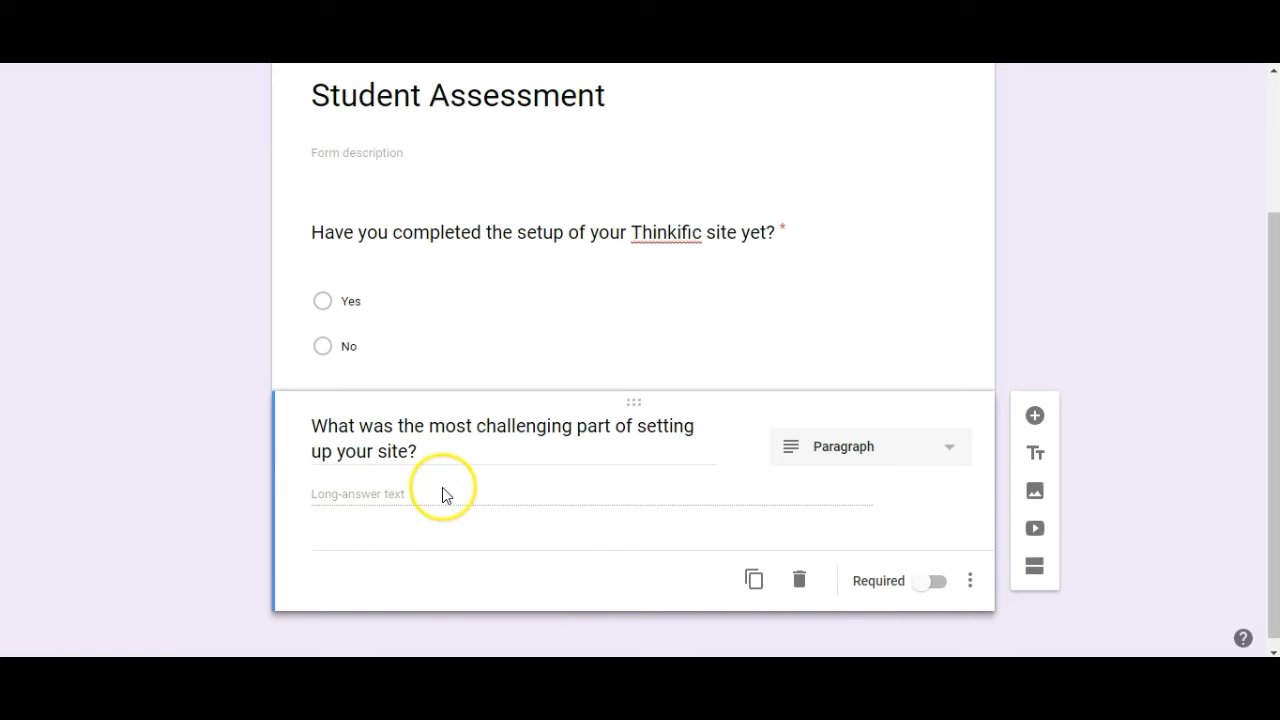 Student Assessment
Form description
Have you completed the setup of your Thinkific site yet? *
Yes
No
What was the most challenging part of setting
up your site?
Paragraph
Long-answer text
Required